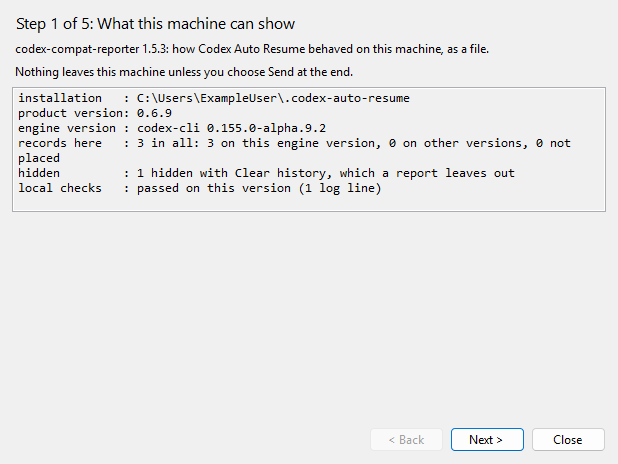 Step 1 of 5: What this machine can show
codex-compat-reporter 1.5.3: how Codex Auto Resume behaved on this machine, as a file.
Nothing leaves this machine unless you choose Send at the end.
installation   : C:\Users\ExampleUser\.codex-auto-resume
product version: 0.6.9
engine version : codex-cli 0.155.0-alpha.9.2
records here   : 3 in all: 3 on this engine version, 0 on other versions, 0 not
placed
hidden         : 1 hidden with Clear history, which a report leaves out
local checks   : passed on this version (1 log line)
< Back
Next >
Close